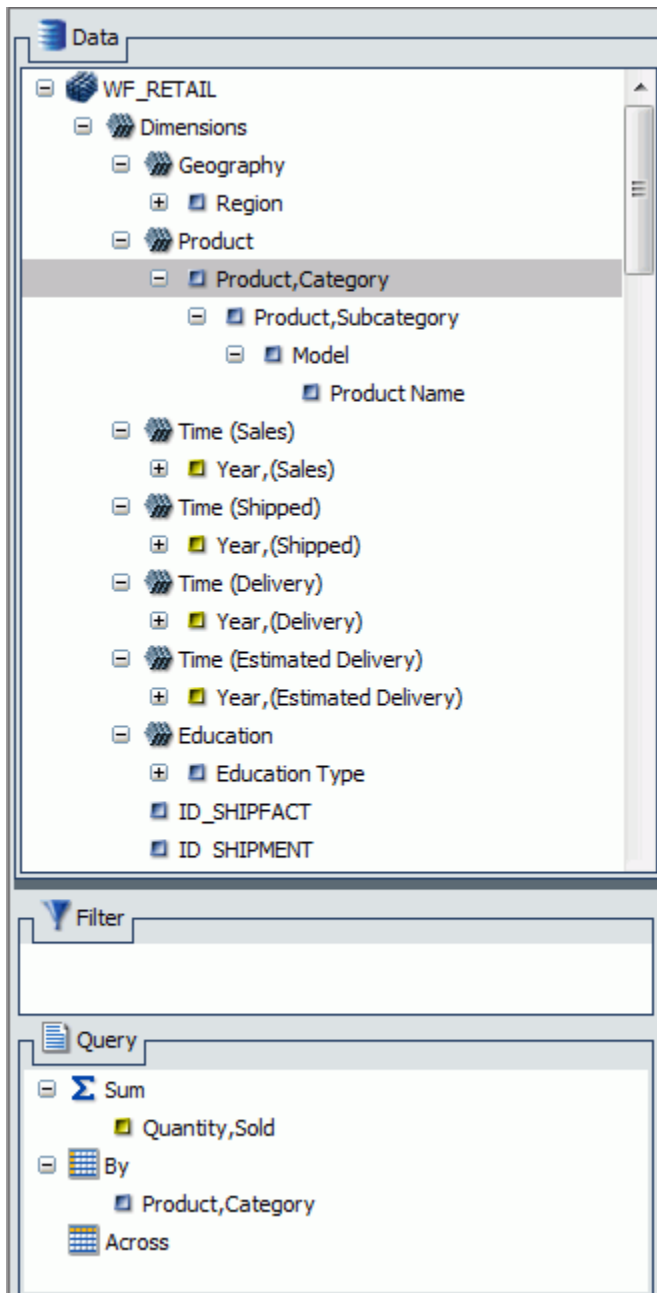 Data
WF_RETAIL
Dimensions
Geography
Region
Product
Product,Category
Product,Subcategory
Model
Product Name
Time (Sales)
Year,(Sales)
Time (Shipped)
Year,(Shipped)
Time (Delivery)
Year,(Delivery)
Time (Estimated Delivery)
Year,(Estimated Delivery)
Education
Education Type
ID_SHIPFACT
ID_SHIPMENT
Filter
Query
Sum
Quantity,Sold
By
Product,Category
Across